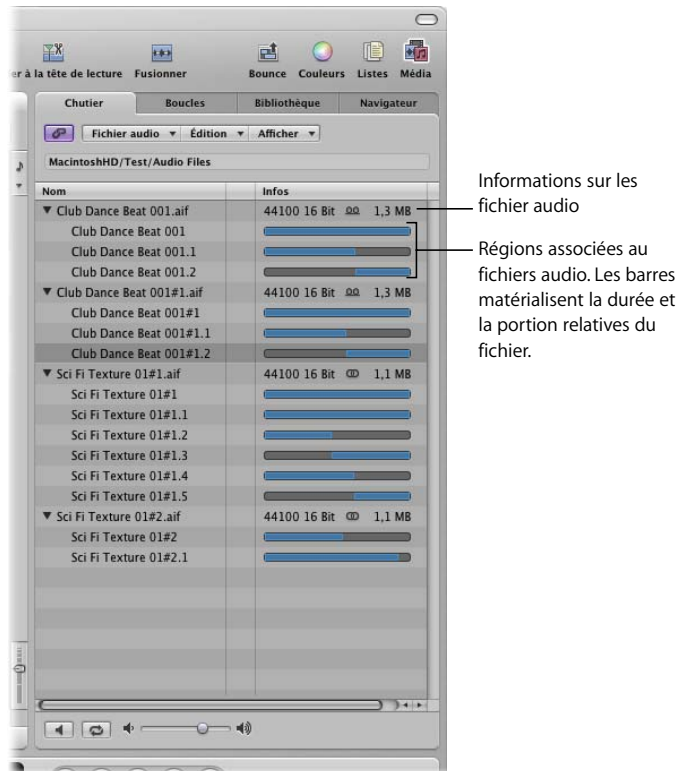 er à la tête de lecture Fusionner Bounce Couleurs Listes Média
Chutier Boucles Bibliothèque Navigateur
Fichier audio Édition Afficher
MacintoshHD/Test/Audio Files
Nom Infos
Club Dance Beat 001.aif 44100 16 Bit 1,3 MB
Club Dance Beat 001
Club Dance Beat 001.1
Club Dance Beat 001.2
Club Dance Beat 001#1.aif 44100 16 Bit 1,3 MB
Club Dance Beat 001#1
Club Dance Beat 001#1.1
Club Dance Beat 001#1.2
Sci Fi Texture 01#1.aif 44100 16 Bit 1,1 MB
Sci Fi Texture 01#1
Sci Fi Texture 01#1.1
Sci Fi Texture 01#1.2
Sci Fi Texture 01#1.3
Sci Fi Texture 01#1.4
Sci Fi Texture 01#1.5
Sci Fi Texture 01#2.aif 44100 16 Bit 1,1 MB
Sci Fi Texture 01#2
Sci Fi Texture 01#2.1
Informations sur les
fichier audio
Régions associées au
fichiers audio. Les barres
matérialisent la durée et
la portion relatives du
fichier.